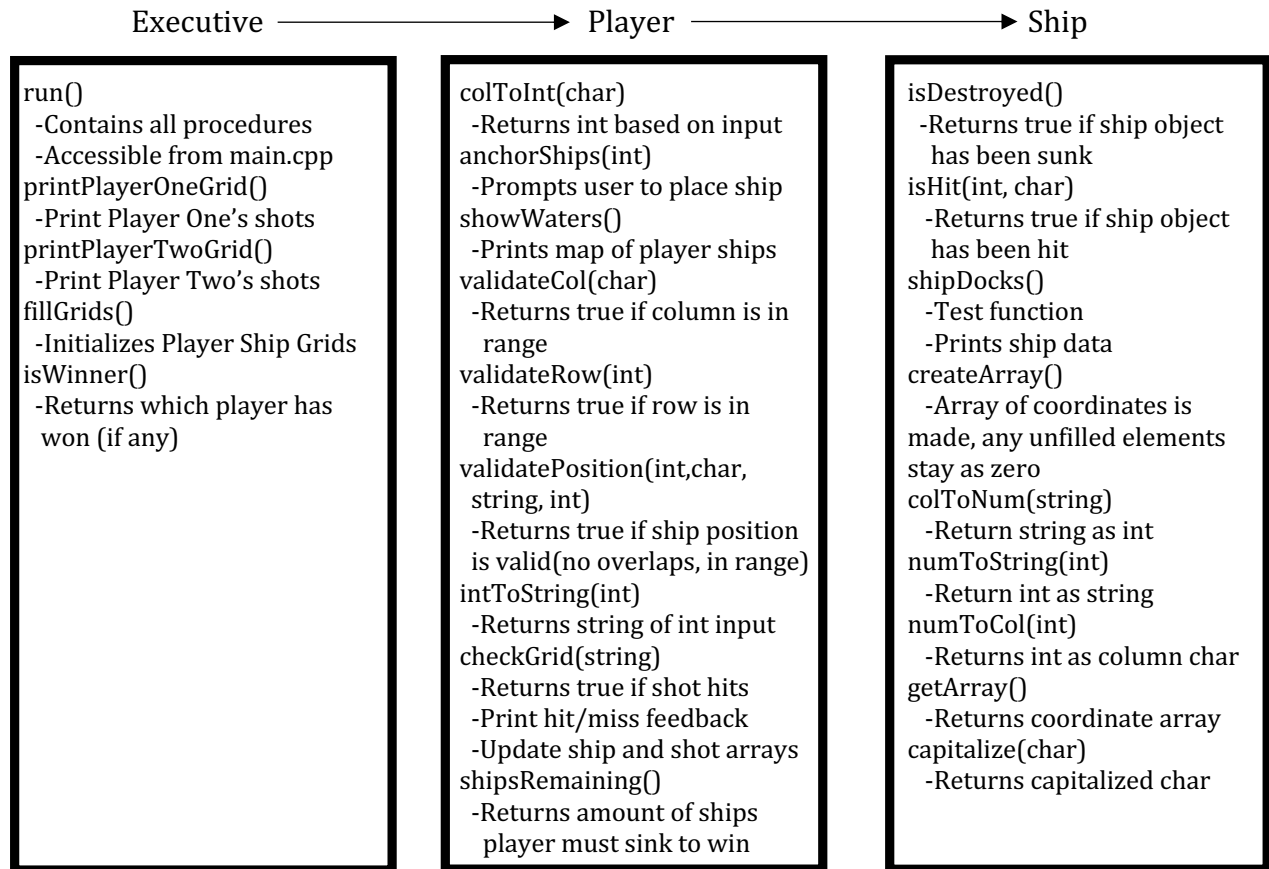 Executive
Player
Ship
run()
-Contains all procedures
-Accessible from main.cpp
printPlayerOneGrid()
-Print Player One’s shots
printPlayerTwoGrid()
-Print Player Two’s shots
fillGrids()
-Initializes Player Ship Grids
isWinner()
-Returns which player has
won (if any)
colToInt(char)
-Returns int based on input
anchorShips(int)
-Prompts user to place ship
showWaters()
-Prints map of player ships
validateCol(char)
-Returns true if column is in
range
validateRow(int)
-Returns true if row is in
range
validatePosition(int,char,
string, int)
-Returns true if ship position
is valid(no overlaps, in range)
intToString(int)
-Returns string of int input
checkGrid(string)
-Returns true if shot hits
-Print hit/miss feedback
-Update ship and shot arrays
shipsRemaining()
-Returns amount of ships
player must sink to win
isDestroyed()
-Returns true if ship object
has been sunk
isHit(int, char)
-Returns true if ship object
has been hit
shipDocks()
-Test function
-Prints ship data
createArray()
-Array of coordinates is
made, any unfilled elements
stay as zero
colToNum(string)
-Return string as int
numToString(int)
-Return int as string
numToCol(int)
-Returns int as column char
getArray()
-Returns coordinate array
capitalize(char)
-Returns capitalized char